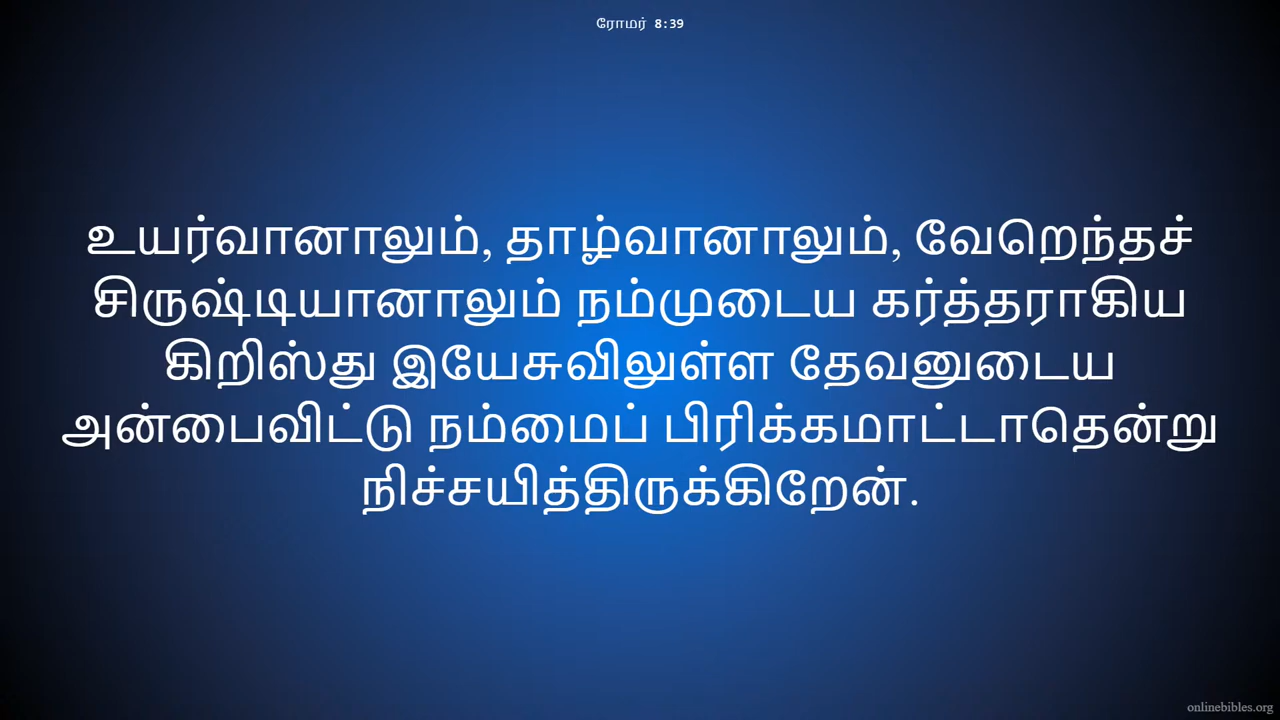 ரோமர் 8:39
உயர்வானாலும், தாழ்வானாலும், வேறெந்தச்
சிருஷ்டியானாலும் நம்முடைய கர்த்தராகிய
கிறிஸ்து இயேசுவிலுள்ள தேவனுடைய
அன்பைவிட்டு நம்மைப் பிரிக்கமாட்டாதென்று
நிச்சயித்திருக்கிறேன்.
onlinebibles.org